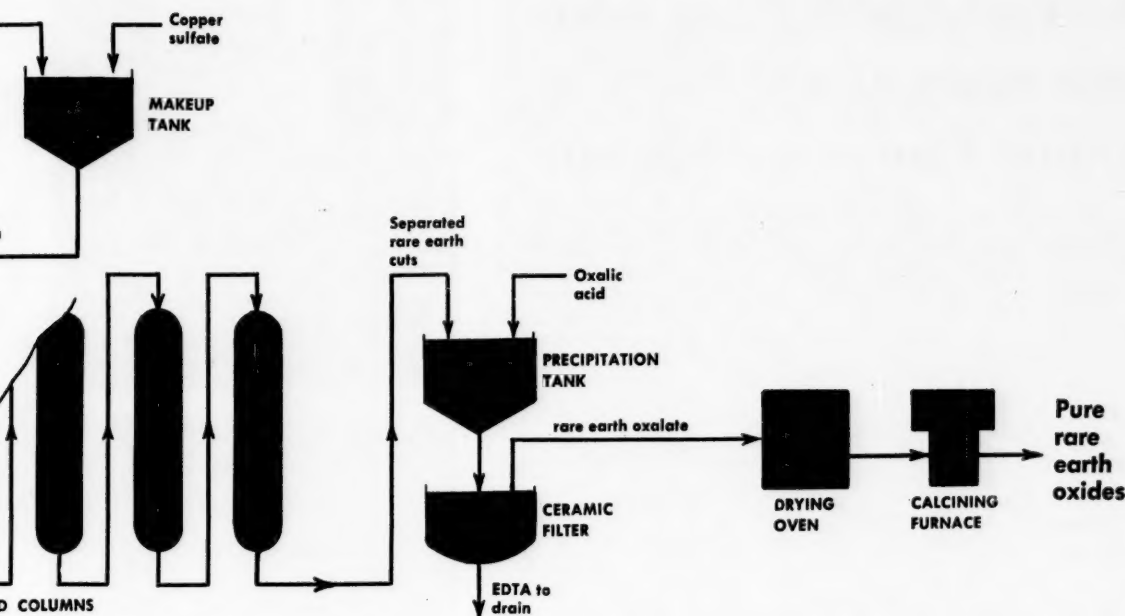 Copper
sulfate
MAKEUP
TANK
Separated
rare earth
cuts
Oxalic
acid
PRECIPITATION
TANK
rare earth oxalate
Pure
rare
earth
oxides
DRYING
OVEN
CALCINING
FURNACE
CERAMIC
FILTER
EDTA to
drain
COLUMNS